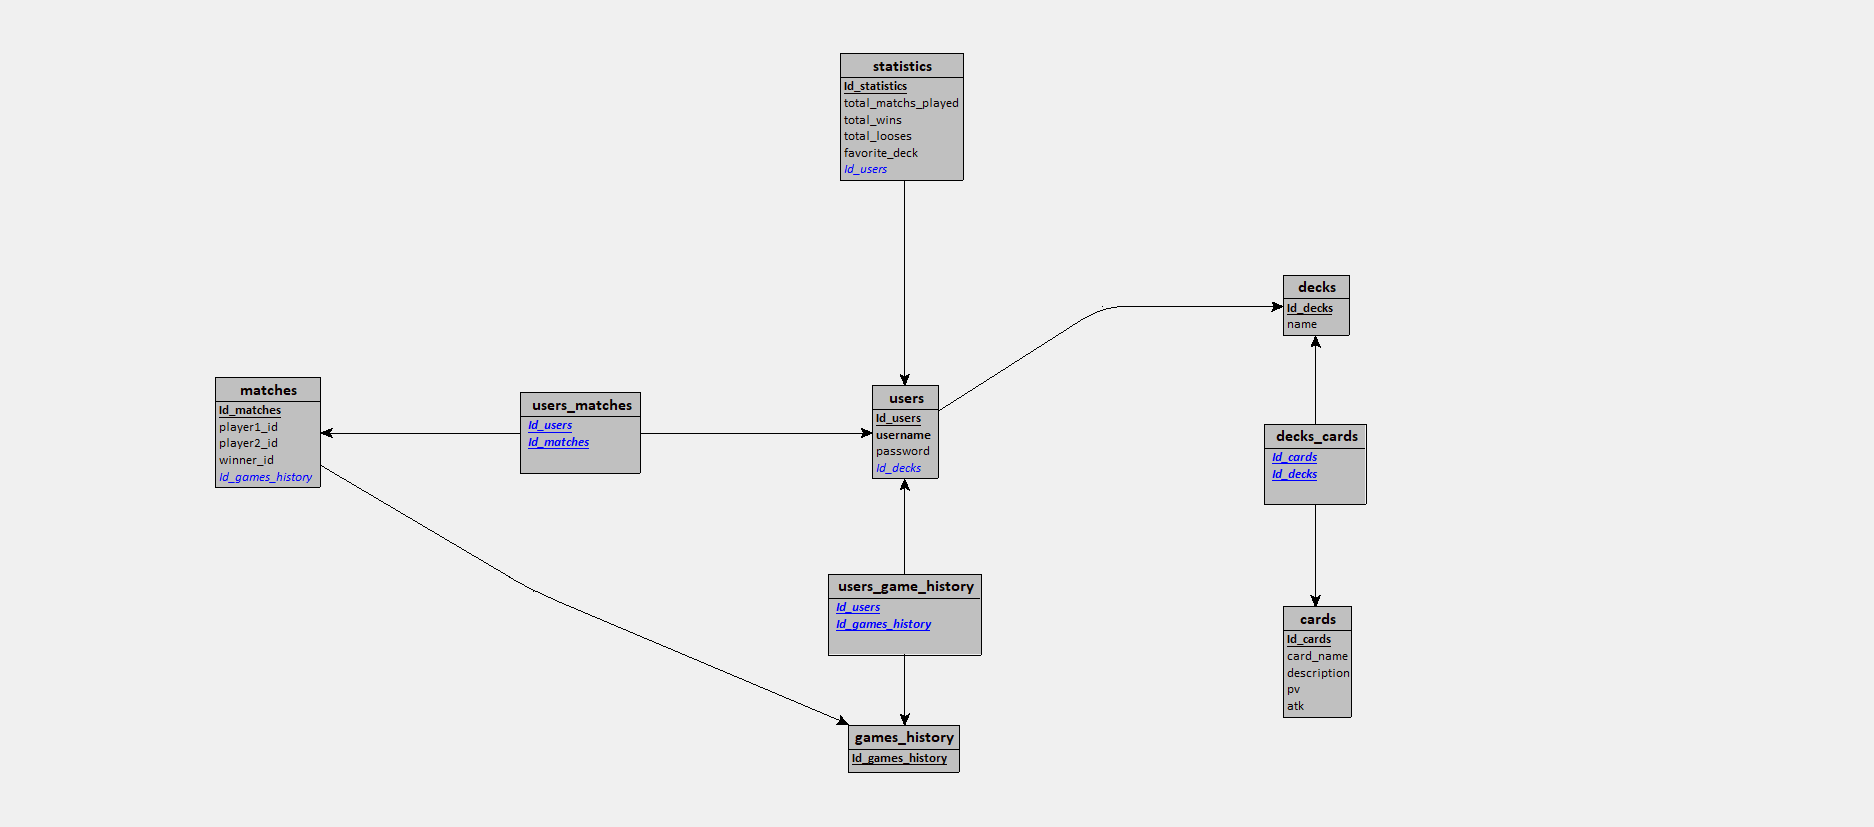 statistics
Id_statistics
total_matchs_played
total_wins
total_looses
favorite_deck
Id_users
decks
Id_decks
name
matches
Id_matches
player1_id
player2_id
winner_id
Id_games_history
users_matches
Id_users
Id_matches
users
Id_users
username
password
Id_decks
decks_cards
Id_cards
Id_decks
users_game_history
Id_users
Id_games_history
cards
Id_cards
card_name
description
pv
atk
games_history
Id_games_history